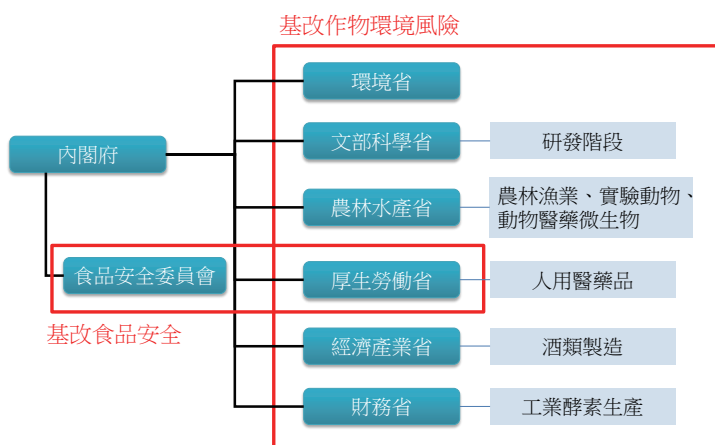 基改作物環境風險
環境省
文部科學省
研發階段
內閣府
農林水產省
農林漁業、實驗動物、
動物醫藥微生物
食品安全委員會
厚生勞働省
人用醫藥品
基改食品安全
經濟產業省
酒類製造
財務省
工業酵素生產